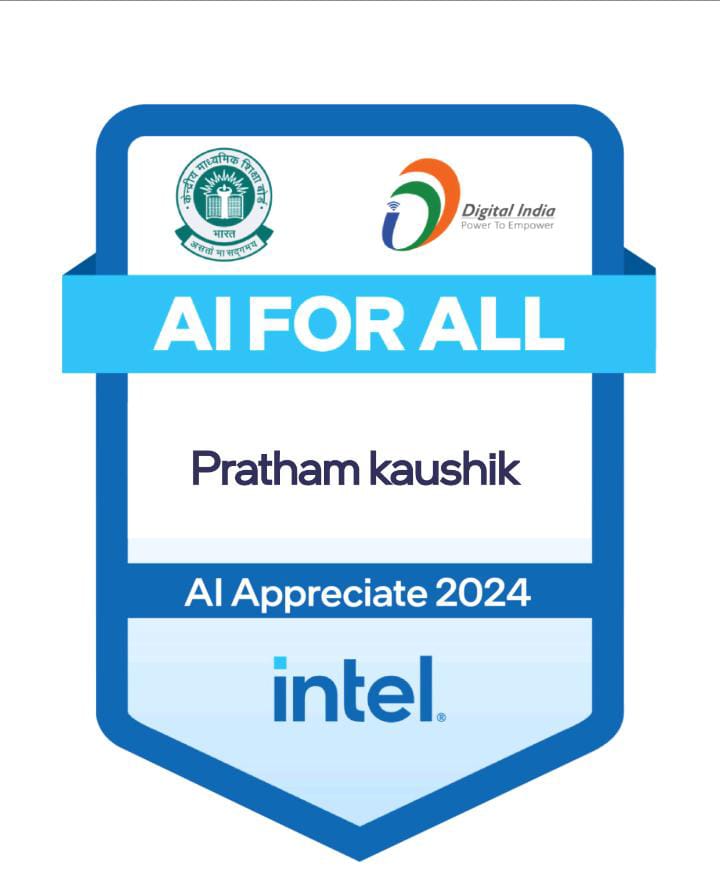 केन्द्रीय माध्यमिक शिक्षा बोर्ड
भारत
असतो मा सद्गमय
Digital India
Power To Empower
AI FOR ALL
Pratham kaushik
AI Appreciate 2024
intel®